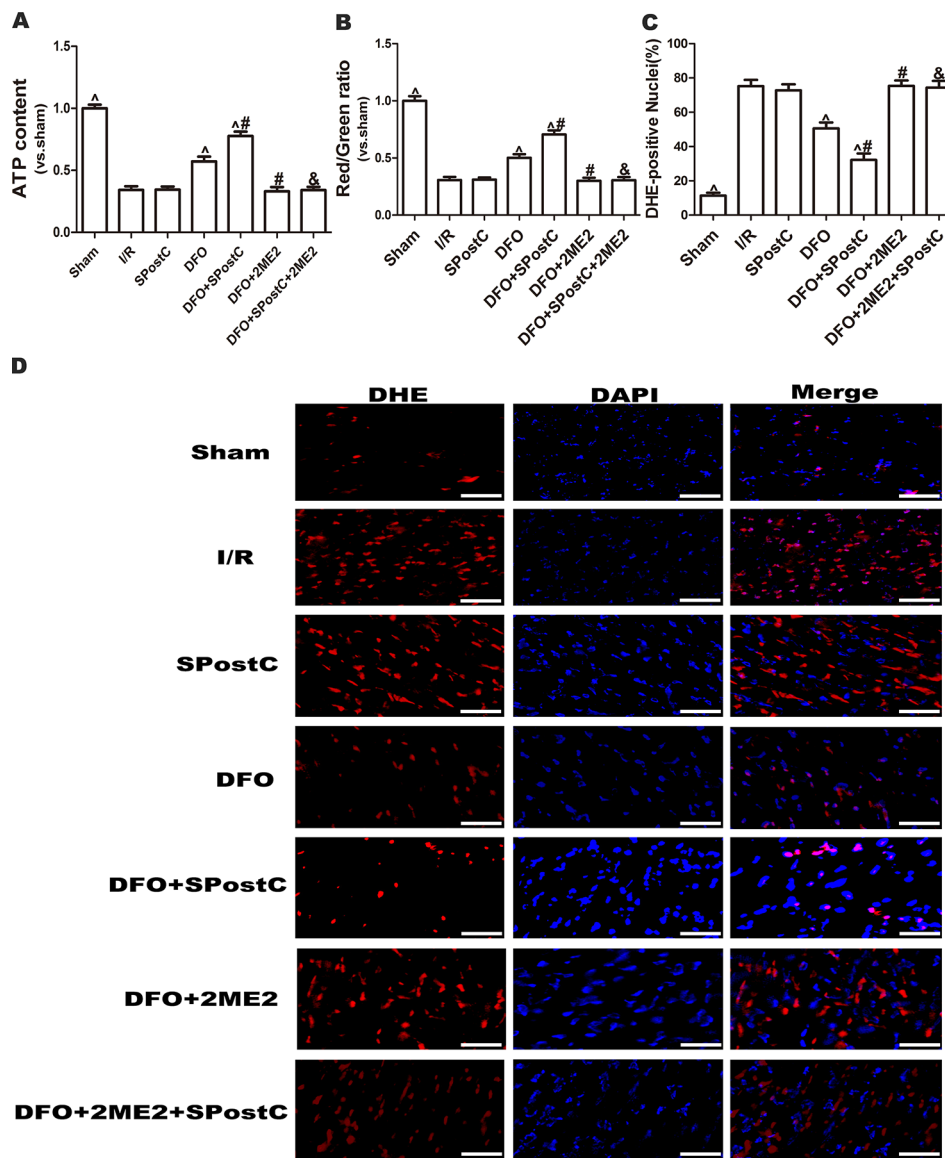 A
ATP content
(vs.sham)
1.5
1.0
0.5
0.0
^
^
^#
#
&
Sham
I/R
SPostC
DFO
DFO+SPostC
DFO+2ME2
DFO+SPostC+2ME2
B
Red/Green ratio
(vs.sham)
1.5
1.0
0.5
0.0
^
^
^#
#
&
Sham
I/R
SPostC
DFO
DFO+SPostC
DFO+2ME2
DFO+SPostC+2ME2
C
DHE-positive Nuclei(%)
100
80
60
40
20
0
^
^
^#
#
&
Sham
I/R
SPostC
DFO
DFO+SPostC
DFO+2ME2
DFO+2ME2+SPostC
D
DHE DAPI Merge
Sham
I/R
SPostC
DFO
DFO+SPostC
DFO+2ME2
DFO+2ME2+SPostC